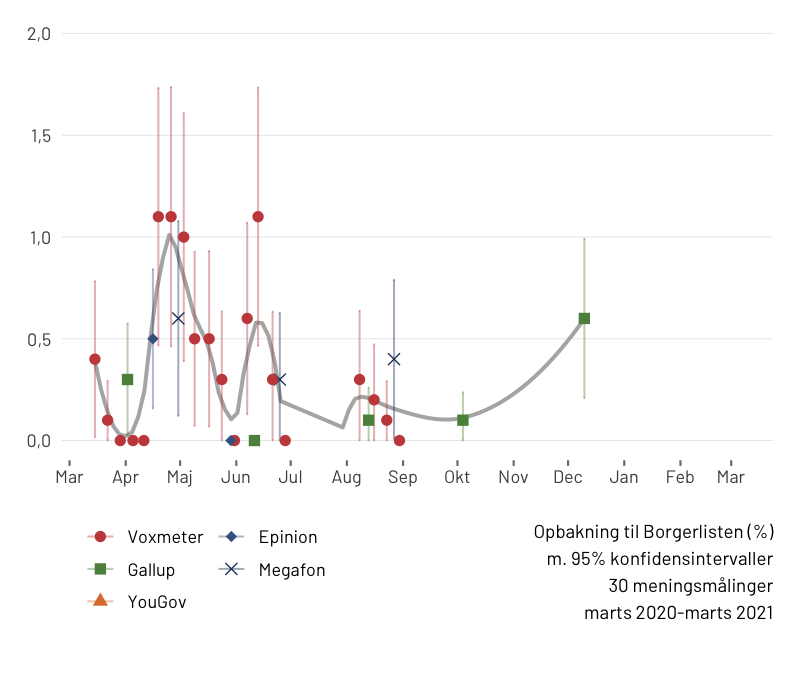 2,0
1,5
1,0
0,5
0,0
Mar Apr Maj Jun Jul Aug Sep Okt Nov Dec Jan Feb Mar
Voxmeter Epinion
Gallup Megafon
YouGov
Opbakning til Borgerlisten (%)
m. 95% konfidensintervaller
30 meningsmålinger
marts 2020-marts 2021